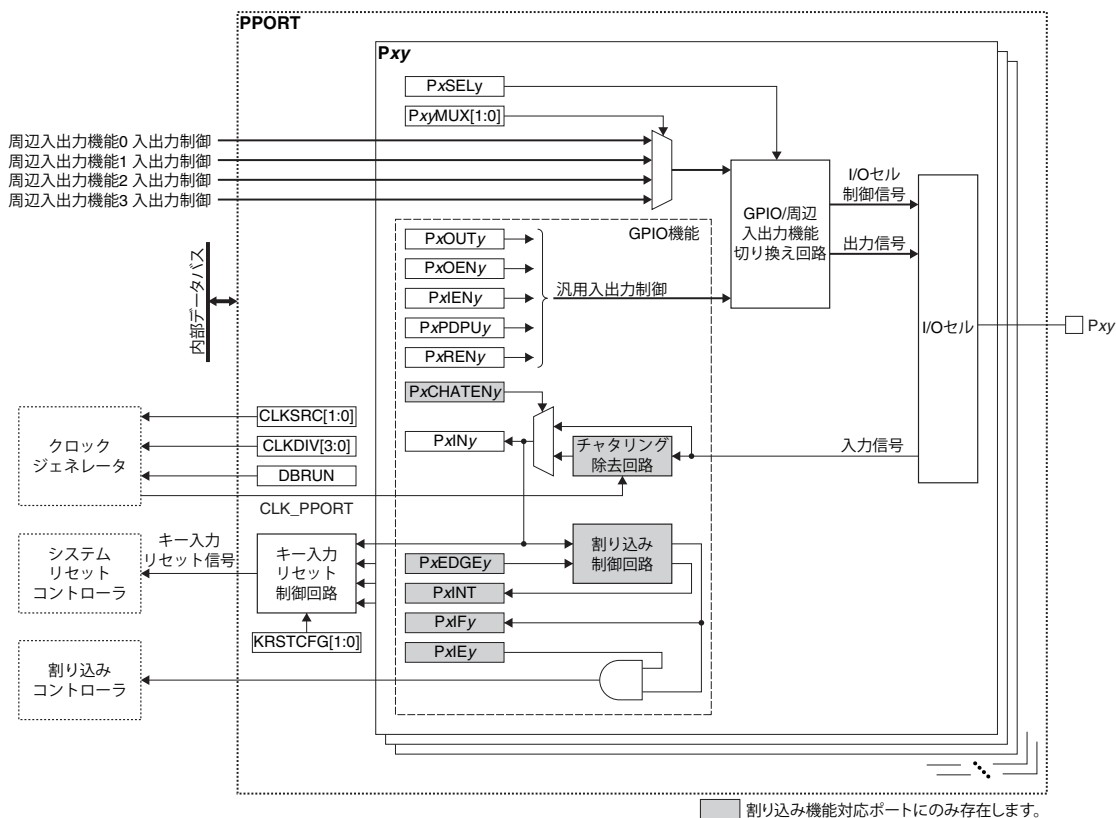 PPORT
Pxy
PxSELy
PxyMUX[1:0]
周辺入出力機能0 入出力制御
周辺入出力機能1 入出力制御
周辺入出力機能2 入出力制御
周辺入出力機能3 入出力制御
I/Oセル
制御信号
GPIO/周辺
入出力機能
切り換え回路
出力信号
GPIO機能
PxOUTy
PxOENy
PxIENy
PxPDPUy
PxRENy
汎用入出力制御
内部データバス
I/Oセル
Pxy
PxCHATENy
CLKSRC[1:0]
CLKDIV[3:0]
DBRUN
クロック
ジェネレータ
PxINy
チャタリング
除去回路
入力信号
CLK_PPORT
システム
リセット
コントローラ
キー入力
リセット信号
キー入力
リセット
制御回路
KRSTCFG[1:0]
割り込み
制御回路
PxEDGEy
PxINT
PxIFy
PxIEy
割り込み
コントローラ
割り込み機能対応ポートにのみ存在します。